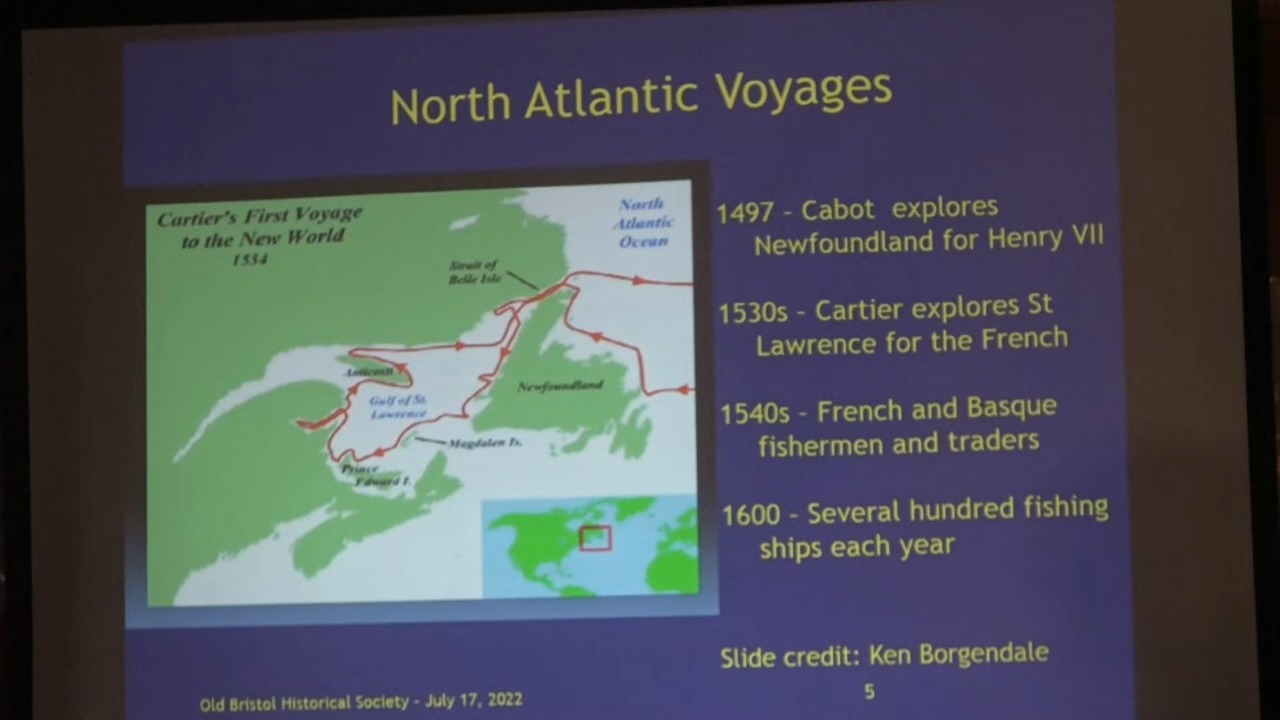 North Atlantic Voyages
Cartier's First Voyage
to the New World
1534
North
Atlantic
Ocean
Strait of
Belle Isle
Anticosti
Newfoundland
Gulf of St.
Lawrence
Magdalen Is.
Prince
Edward I.
1497 - Cabot explores
Newfoundland for Henry VII
1530s - Cartier explores St
Lawrence for the French
1540s - French and Basque
fishermen and traders
1600 - Several hundred fishing
ships each year
Slide credit: Ken Borgendale
5
Old Bristol Historical Society - July 17, 2022